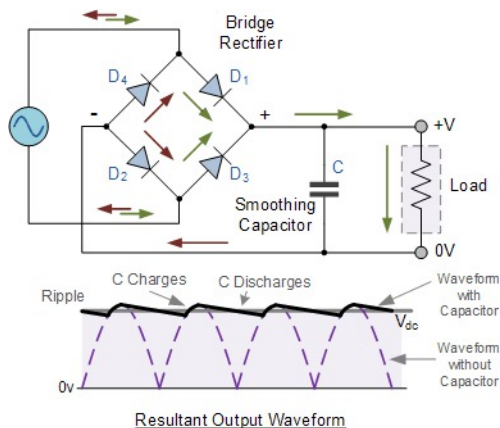 Bridge
Rectifier
D4
D1
-
+
D2
D3
C
Smoothing
Capacitor
+V
Load
0V
Ripple
C Charges
C Discharges
Waveform
with
Capacitor
Vdc
Waveform
without
Capacitor
0v
Resultant Output Waveform